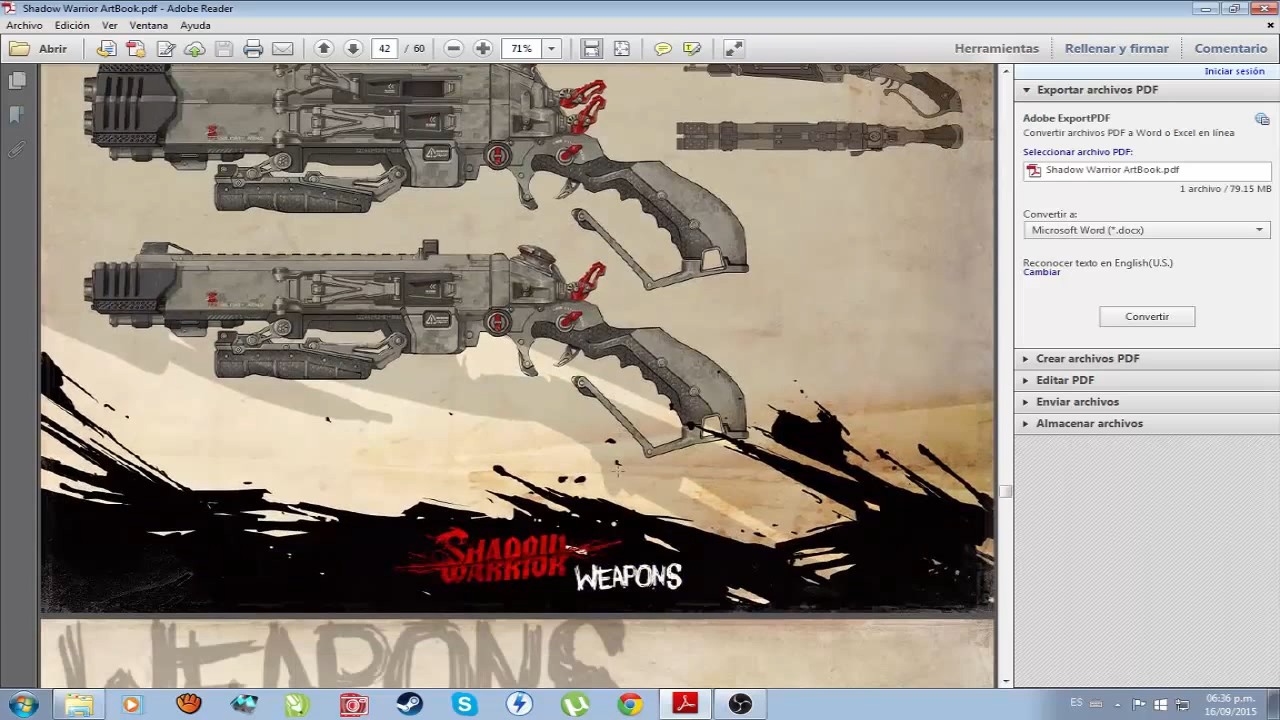 Shadow Warrior ArtBook.pdf - Adobe Reader
Archivo Edición Ver Ventana Ayuda
Abrir 42 / 60 71% Herramientas Rellenar y firmar Comentario
Iniciar sesión
Exportar archivos PDF
Adobe ExportPDF
Convertir archivos PDF a Word o Excel en línea
Seleccionar archivo PDF:
Shadow Warrior ArtBook.pdf
1 archivo / 79.15 MB
Convertir a:
Microsoft Word (*.docx)
Reconocer texto en English(U.S.)
Cambiar
Convertir
Crear archivos PDF
Editar PDF
Enviar archivos
Almacenar archivos
SHADOW
WARRIOR
WEAPONS
WEAPONS
ES
06:36 p.m.
16/09/2015